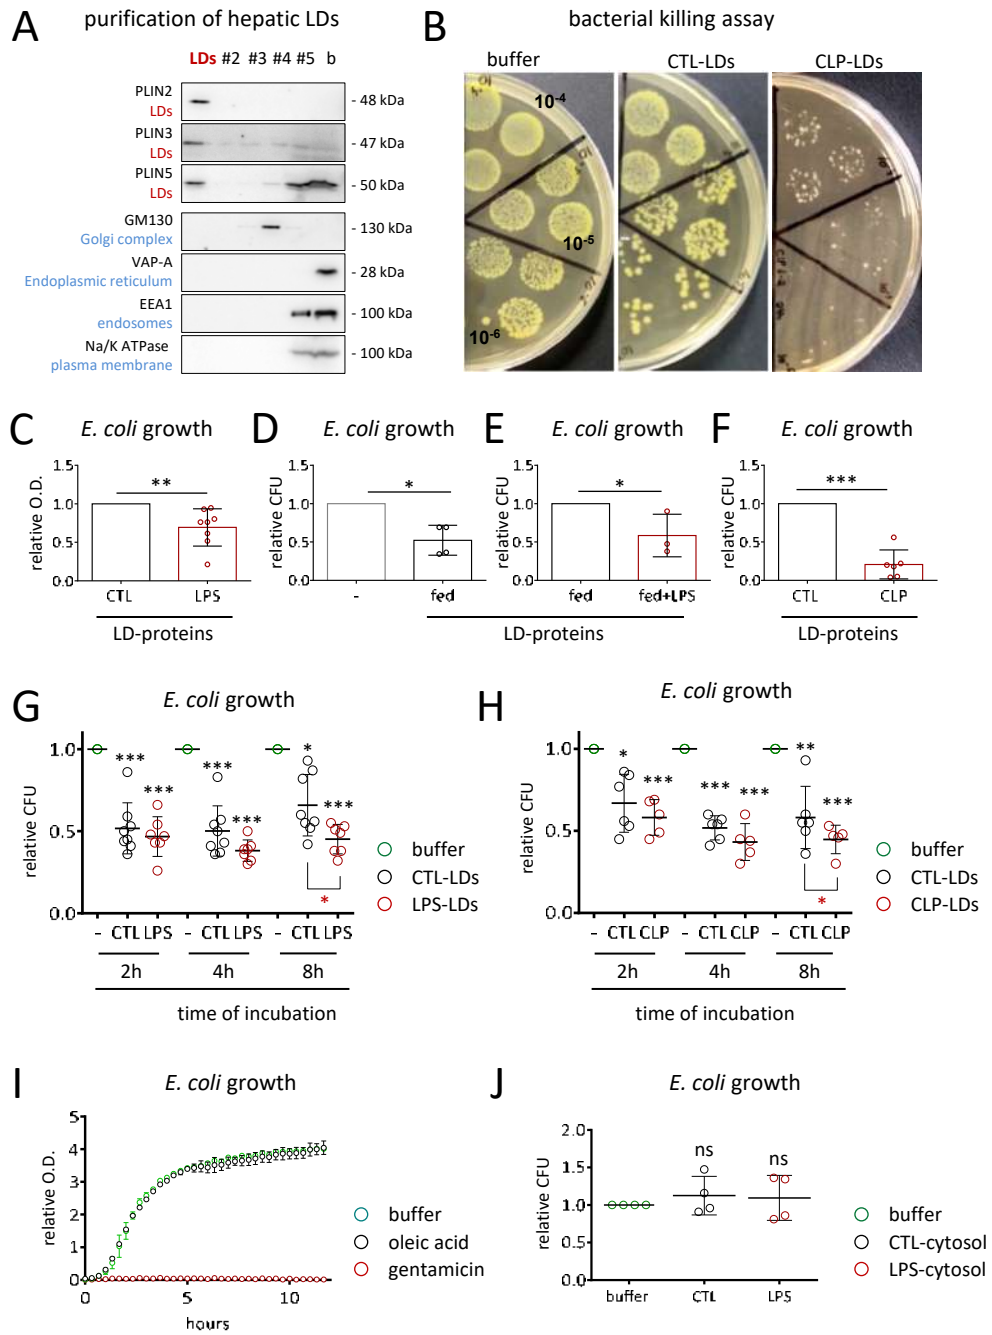 A
purification of hepatic LDs
LDs #2 #3 #4 #5 b
PLIN2
LDs
- 48 kDa
PLIN3
LDs
- 47 kDa
PLIN5
LDs
- 50 kDa
GM130
Golgi complex
- 130 kDa
VAP-A
Endoplasmic reticulum
- 28 kDa
EEA1
endosomes
- 100 kDa
Na/K ATPase
plasma membrane
- 100 kDa
B
bacterial killing assay
buffer
CTL-LDs
CLP-LDs
10-4
10-5
10-6
C
E. coli growth
relative O.D.
1.5
1.0
0.5
0.0
**
CTL LPS
LD-proteins
D
E. coli growth
relative CFU
1.5
1.0
0.5
0.0
*
- fed
E
E. coli growth
relative CFU
1.5
1.0
0.5
0.0
*
fed fed+LPS
LD-proteins
F
E. coli growth
relative CFU
1.5
1.0
0.5
0.0
***
CTL CLP
LD-proteins
G
E. coli growth
relative CFU
1.0
0.5
0.0
*** *** *** *** * ***
*
- CTL LPS - CTL LPS - CTL LPS
2h 4h 8h
time of incubation
buffer
CTL-LDs
LPS-LDs
H
E. coli growth
relative CFU
1.0
0.5
0.0
* *** *** *** ** ***
*
- CTL CLP - CTL CLP - CTL CLP
2h 4h 8h
time of incubation
buffer
CTL-LDs
CLP-LDs
I
E. coli growth
relative O.D.
5
4
3
2
1
0
0 5 10
hours
buffer
oleic acid
gentamicin
J
E. coli growth
relative CFU
2.0
1.5
1.0
0.5
0.0
ns ns
buffer CTL LPS
buffer
CTL-cytosol
LPS-cytosol